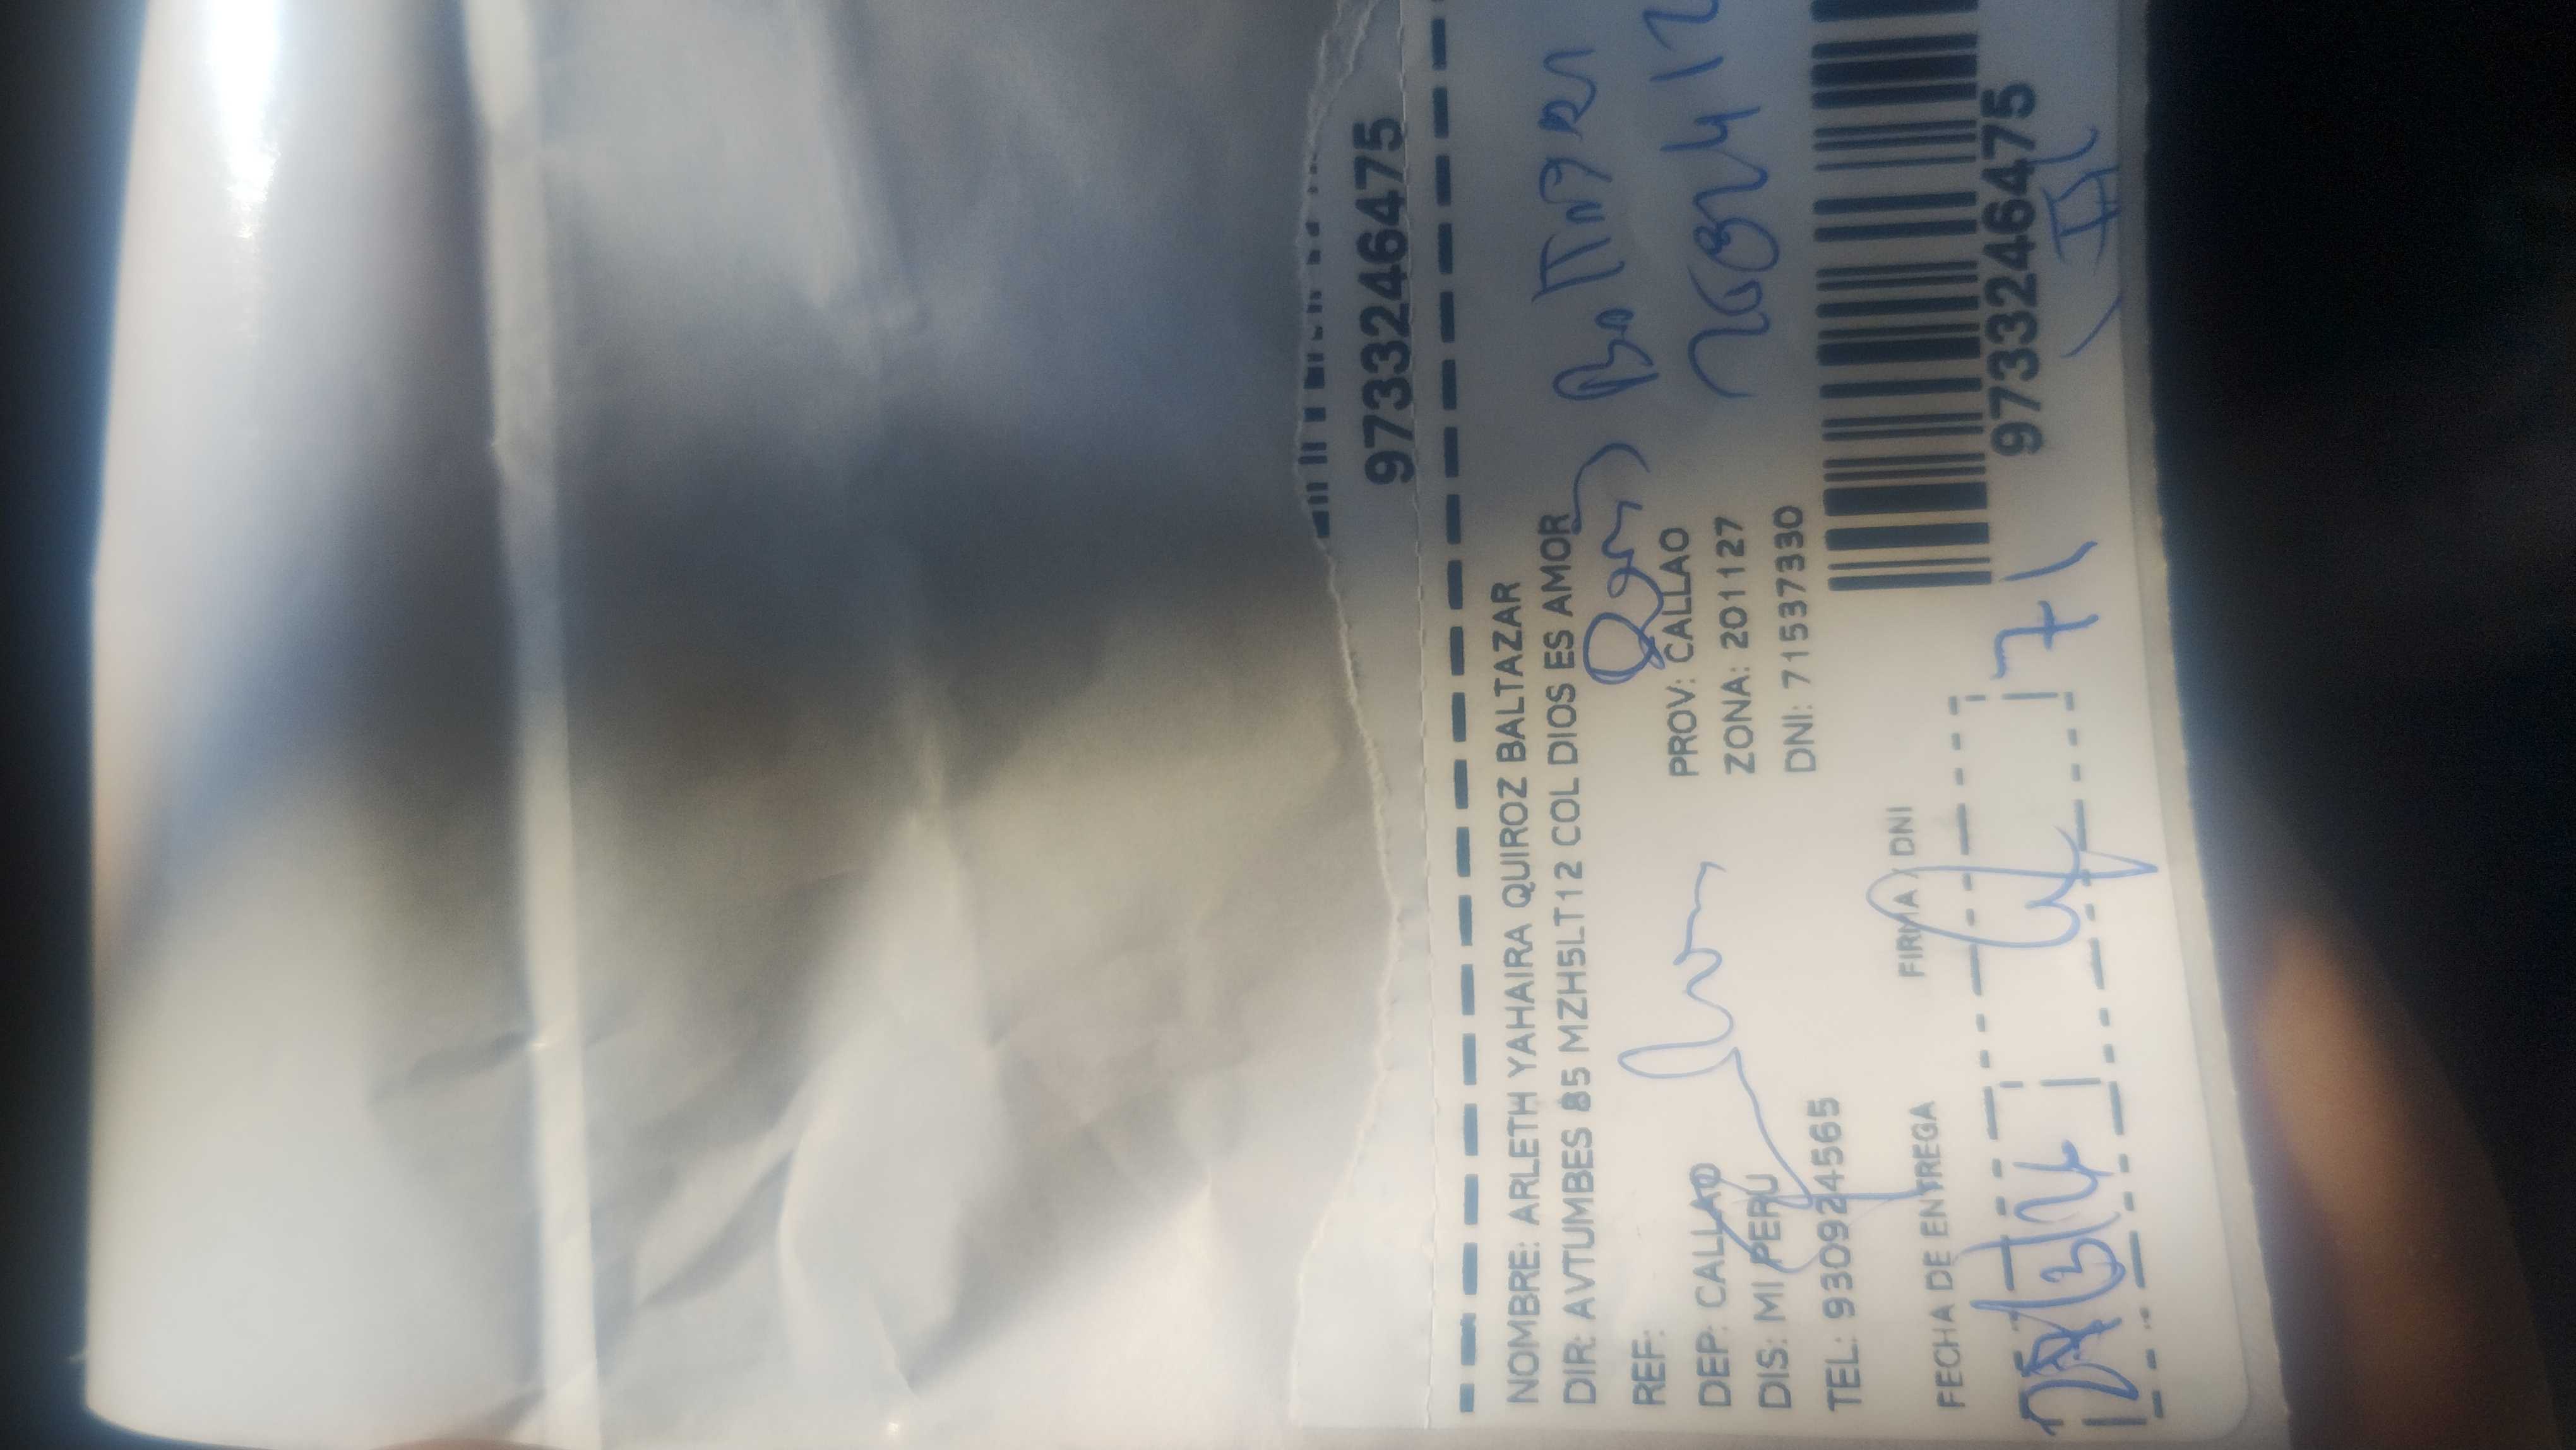 9733246475
NOMBRE: ARLETH YAHAIRA QUIROZ BALTAZAR
DIR: AVTUMBES 85 MZH5LT12 COL DIOS ES AMOR
REF:
DEP: CALLAO PROV: CALLAO
DIS: MI PERU ZONA: 201127
TEL: 930924565 DNI: 71537330
FECHA DE ENTREGA FIRMA / DNI
71
9733246475